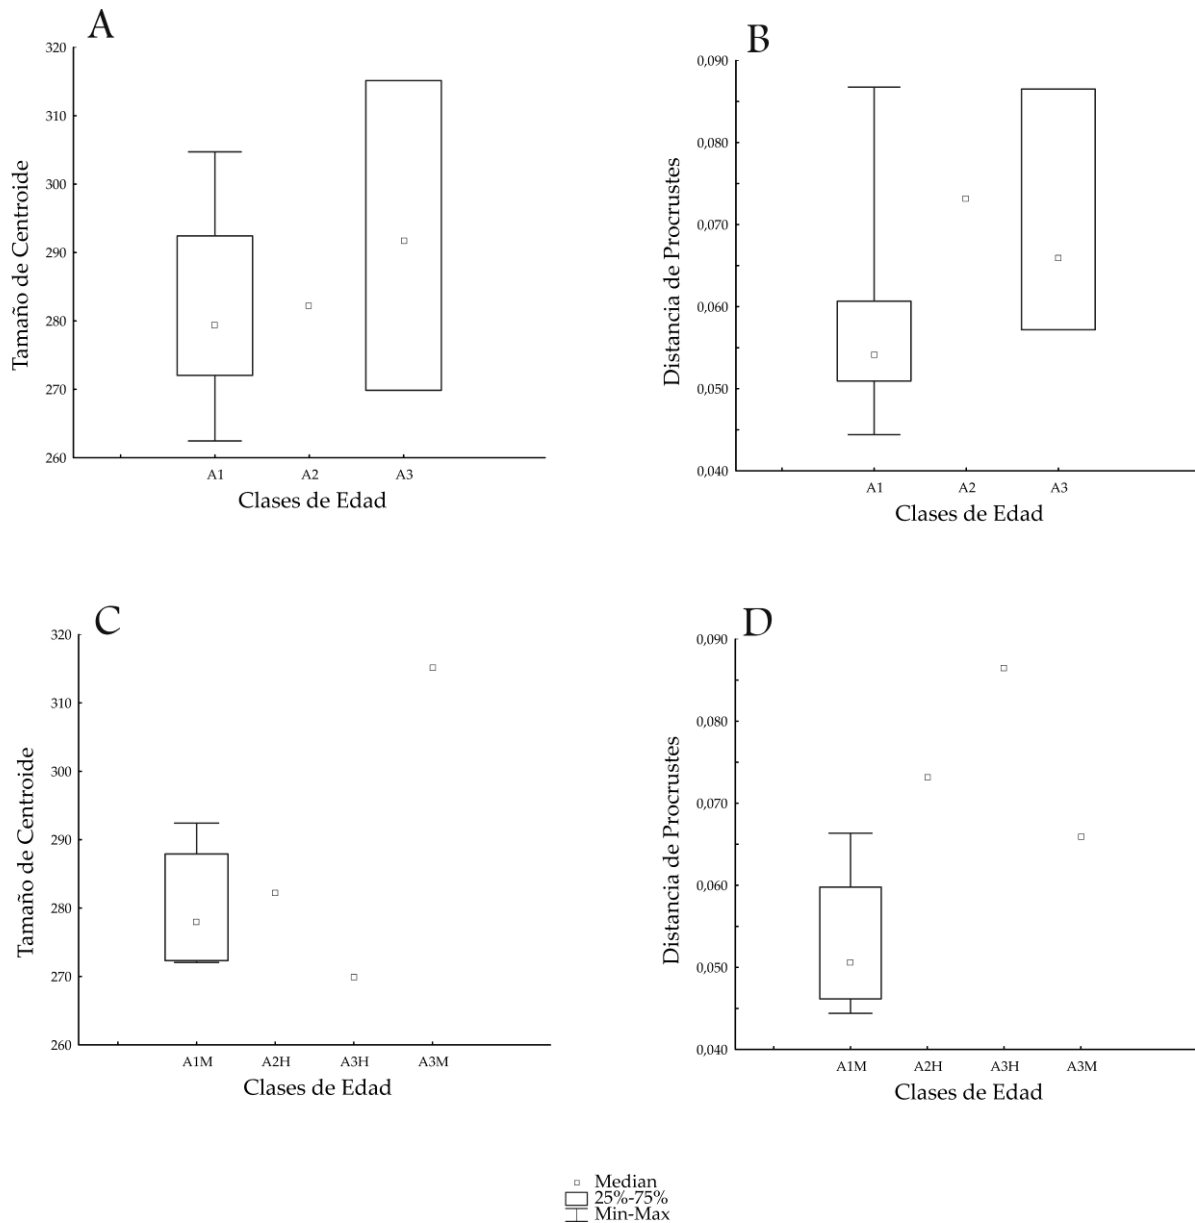 A
320
310
300
290
280
270
260
Tamaño de Centroide
A1 A2 A3
Clases de Edad
B
0,090
0,080
0,070
0,060
0,050
0,040
Distancia de Procrustes
A1 A2 A3
Clases de Edad
C
320
310
300
290
280
270
260
Tamaño de Centroide
A1M A2H A3H A3M
Clases de Edad
D
0,090
0,080
0,070
0,060
0,050
0,040
Distancia de Procrustes
A1M A2H A3H A3M
Clases de Edad
Median
25%-75%
Min-Max